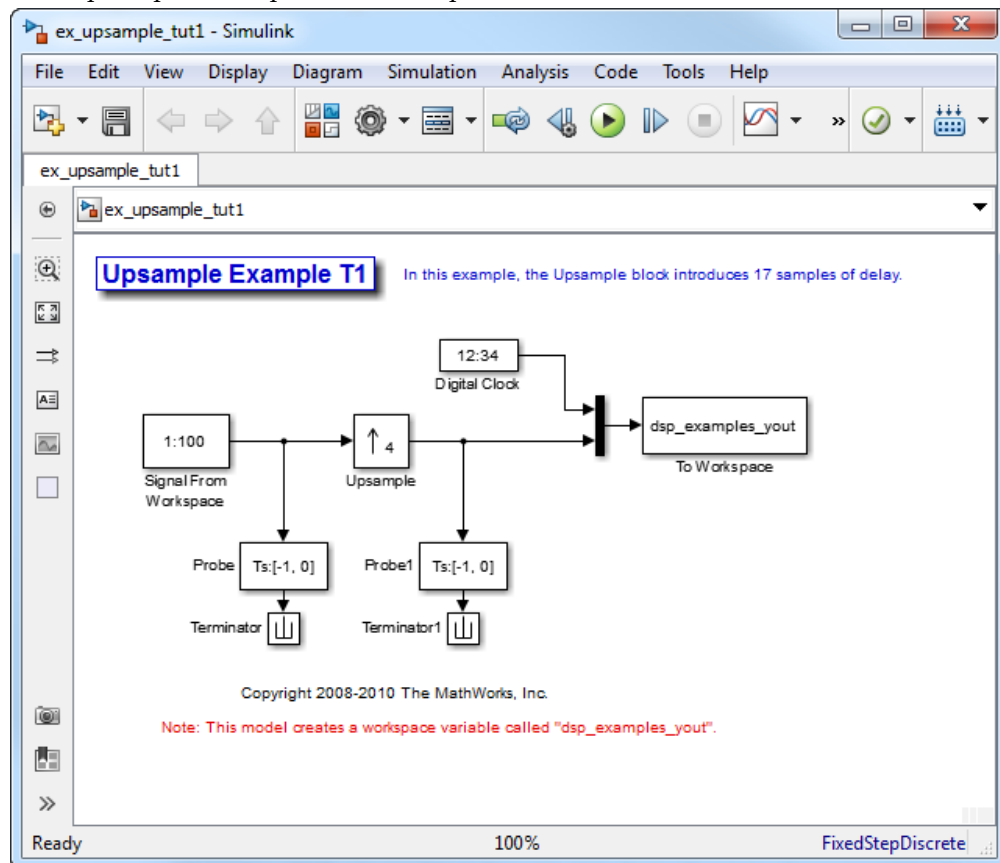 ex_upsample_tut1 - Simulink
File Edit View Display Diagram Simulation Analysis Code Tools Help
»
ex_upsample_tut1
ex_upsample_tut1
Upsample Example T1
In this example, the Upsample block introduces 17 samples of delay.
12:34
Digital Clock
1:100
Signal From
Workspace
4
Upsample
dsp_examples_yout
To Workspace
Probe
Ts:[-1, 0]
Probe1
Ts:[-1, 0]
Terminator
Terminator1
Copyright 2008-2010 The MathWorks, Inc.
Note: This model creates a workspace variable called "dsp_examples_yout".
Ready
100%
FixedStepDiscrete